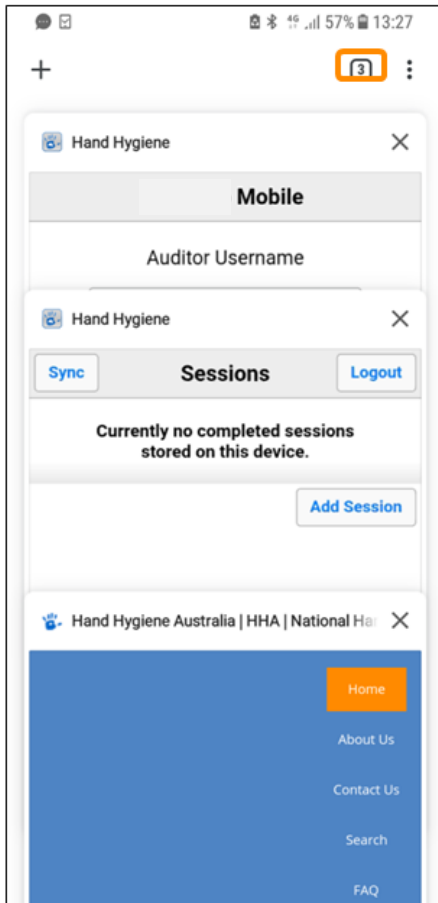 4G 57% 13:27
+ 3
Hand Hygiene
Mobile
Auditor Username
Hand Hygiene
Sync Sessions Logout
Currently no completed sessions
stored on this device.
Add Session
Hand Hygiene Australia | HHA | National Ha
Home
About Us
Contact Us
Search
FAQ